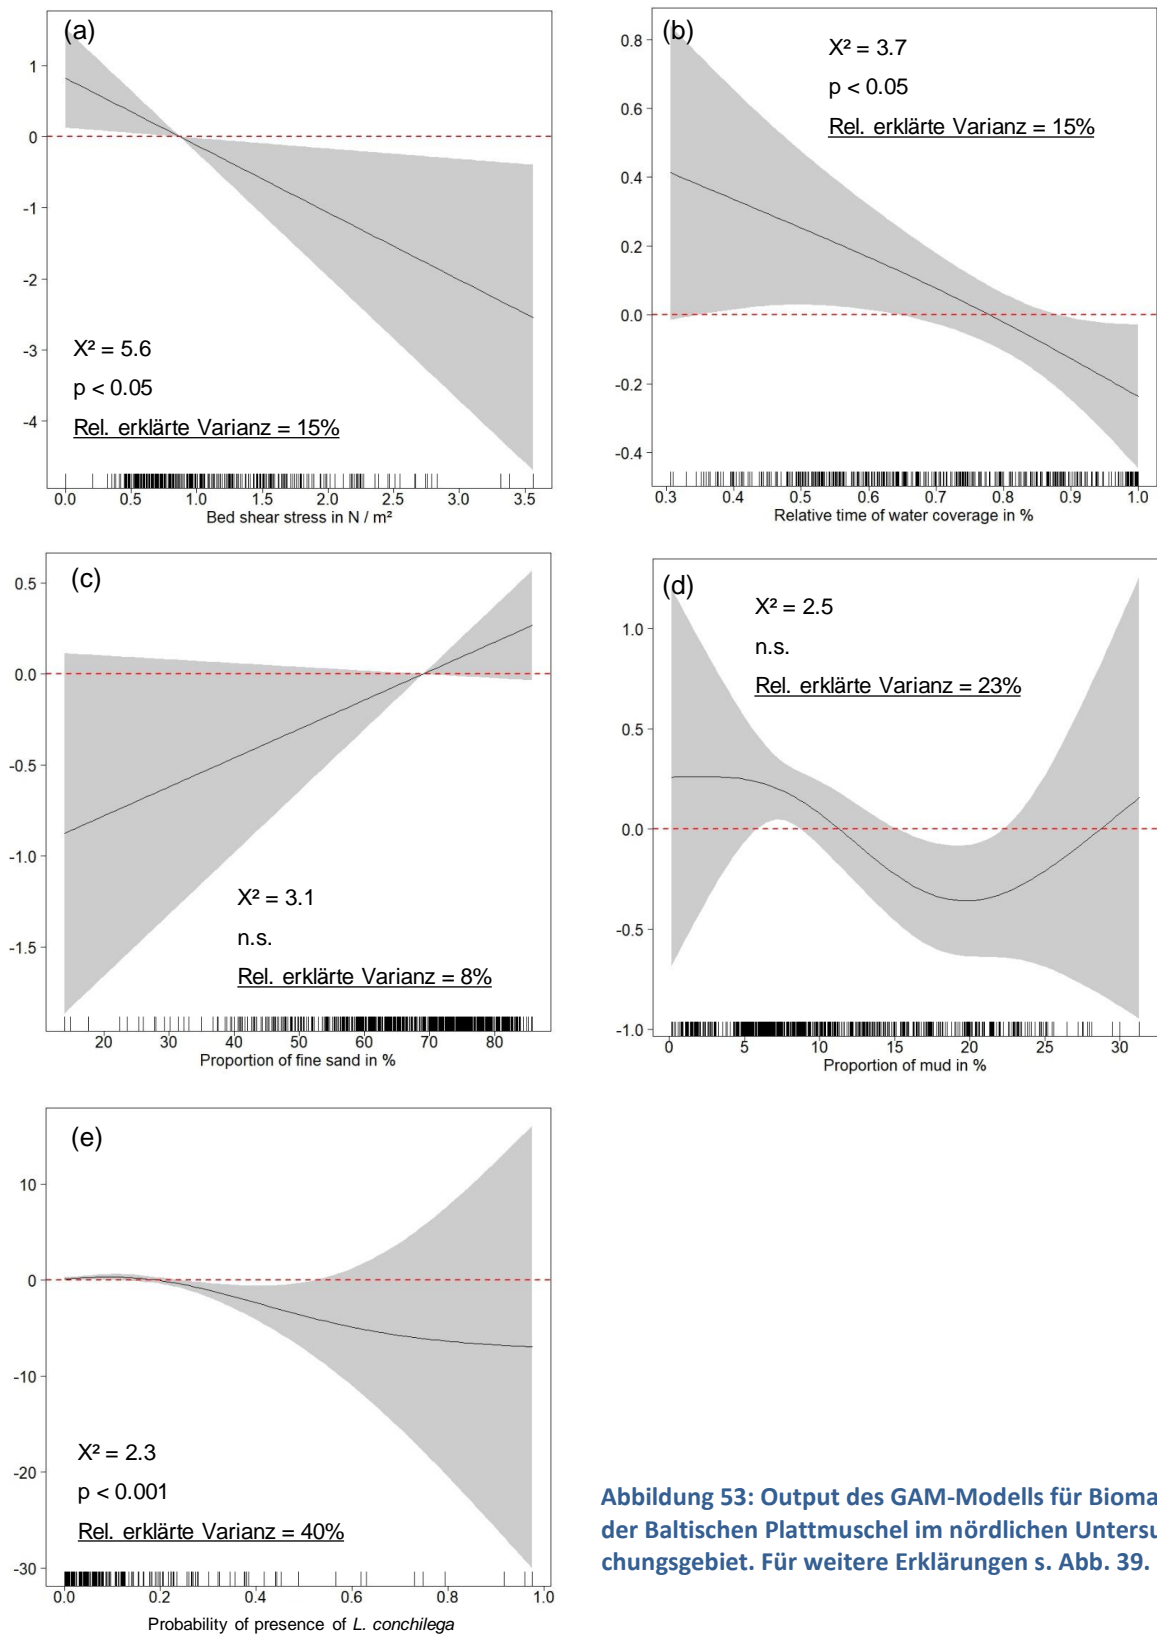 (a)
1
0
-1
-2
-3
-4
X² = 5.6
p < 0.05
Rel. erklärte Varianz = 15%
0.0 0.5 1.0 1.5 2.0 2.5 3.0 3.5
Bed shear stress in N / m²
(b)
0.8
0.6
0.4
0.2
0.0
-0.2
-0.4
X² = 3.7
p < 0.05
Rel. erklärte Varianz = 15%
0.3 0.4 0.5 0.6 0.7 0.8 0.9 1.0
Relative time of water coverage in %
(c)
0.5
0.0
-0.5
-1.0
-1.5
X² = 3.1
n.s.
Rel. erklärte Varianz = 8%
20 30 40 50 60 70 80
Proportion of fine sand in %
(d)
1.0
0.5
0.0
-0.5
-1.0
X² = 2.5
n.s.
Rel. erklärte Varianz = 23%
0 5 10 15 20 25 30
Proportion of mud in %
(e)
10
0
-10
-20
-30
X² = 2.3
p < 0.001
Rel. erklärte Varianz = 40%
0.0 0.2 0.4 0.6 0.8 1.0
Probability of presence of L. conchilega
Abbildung 53: Output des GAM-Modells für Bioma
der Baltischen Plattmuschel im nördlichen Untersu
chungsgebiet. Für weitere Erklärungen s. Abb. 39.